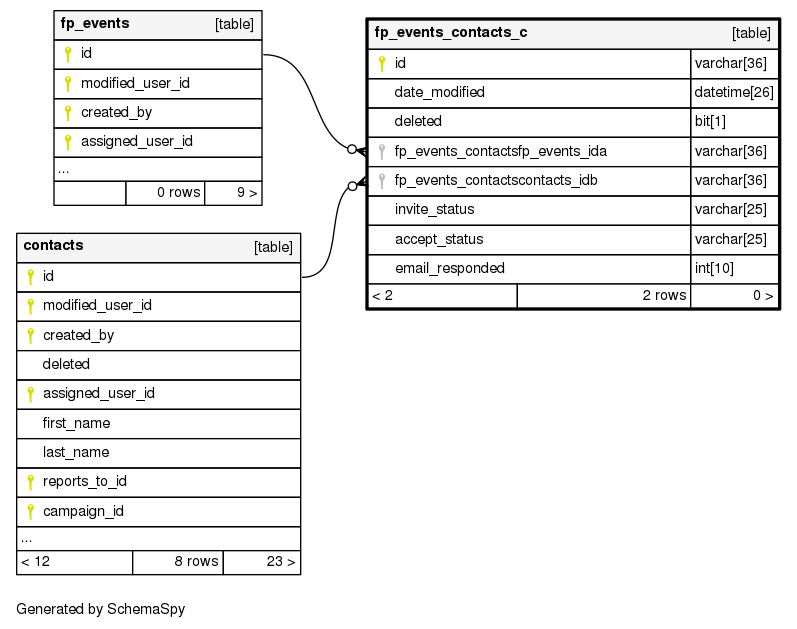 fp_events [table]
id
modified_user_id
created_by
assigned_user_id
...
0 rows 9 >
fp_events_contacts_c [table]
id varchar[36]
date_modified datetime[26]
deleted bit[1]
fp_events_contactsfp_events_ida varchar[36]
fp_events_contactscontacts_idb varchar[36]
invite_status varchar[25]
accept_status varchar[25]
email_responded int[10]
< 2 2 rows 0 >
contacts [table]
id
modified_user_id
created_by
deleted
assigned_user_id
first_name
last_name
reports_to_id
campaign_id
...
< 12 8 rows 23 >
Generated by SchemaSpy